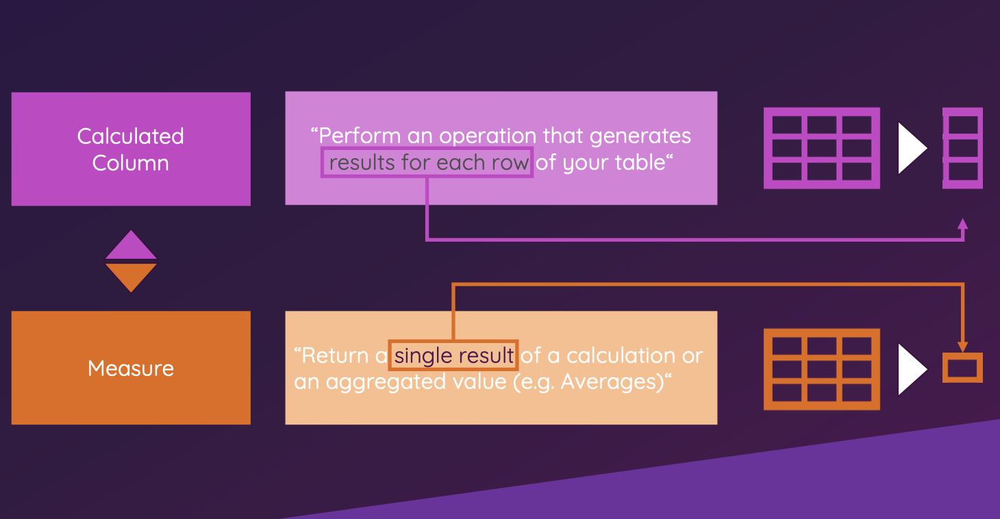 Calculated
Column
“Perform an operation that generates
results for each row of your table“
Measure
“Return a single result of a calculation or
an aggregated value (e.g. Averages)“